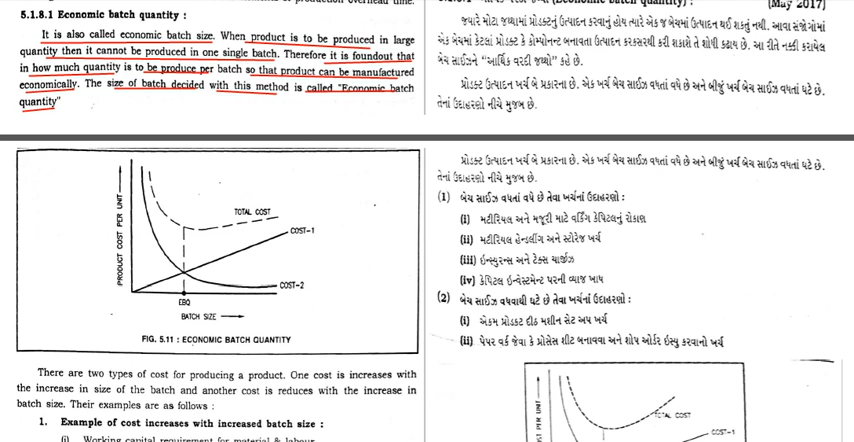 5.1.8.1 Economic batch quantity :
It is also called economic batch size. When product is to be produced in large
quantity then it cannot be produced in one single batch. Therefore it is foundout that
in how much quantity is to be produce per batch so that product can be manufactured
economically. The size of batch decided with this method is called "Economic batch
quantity"
PRODUCT COST PER UNIT
TOTAL COST
COST-1
COST-2
EBQ
BATCH SIZE
FIG. 5.11 : ECONOMIC BATCH QUANTITY
There are two types of cost for producing a product. One cost is increases with
the increase in size of the batch and another cost is reduces with the increase in
batch size. Their examples are as follows :
1. Example of cost increases with increased batch size :
(i) Working capital requirement for material & labour
(May 2017)
જ્યારે મોટા જથ્થામાં પ્રોડક્ટનું ઉત્પાદન કરવાનું હોય ત્યારે એક જ બેચમાં ઉત્પાદન થઈ શકતું નથી. આવા સંજોગોમાં
એક બેચમાં કેટલાં પ્રોડક્ટ કે કોમ્પોનન્ટ બનાવતા ઉત્પાદન કરકસરથી કરી શકાશે તે શોધી કઢાય છે. આ રીતે નક્કી કરાયેલ
બેચ સાઈઝને "આર્થિક વરદી જથ્થો" કહે છે.
પ્રોડક્ટ ઉત્પાદન ખર્ચ બે પ્રકારના છે. એક ખર્ચ બેચ સાઈઝ વધતાં વધે છે અને બીજું ખર્ચ બેચ સાઈઝ વધતાં ઘટે છે.
તેનાં ઉદાહરણો નીચે મુજબ છે.
પ્રોડક્ટ ઉત્પાદન ખર્ચ બે પ્રકારના છે. એક ખર્ચ બેચ સાઈઝ વધતાં વધે છે અને બીજું ખર્ચ બેચ સાઈઝ વધતાં ઘટે છે.
તેનાં ઉદાહરણો નીચે મુજબ છે.
(1) બેચ સાઈઝ વધતાં વધે છે તેવા ખર્ચનાં ઉદાહરણો :
(i) મટીરિયલ અને મજૂરી માટે વર્કિંગ કેપિટલનું રોકાણ
(ii) મટીરિયલ હેન્ડલીંગ અને સ્ટોરેજ ખર્ચ
(iii) ઇન્સ્યુરન્સ અને ટેક્સ ચાર્જીઝ
(iv) કેપિટલ ઇન્વેસ્ટમેન્ટ પરની વ્યાજ ખાધ
(2) બેચ સાઈઝ વધવાથી ઘટે છે તેવા ખર્ચનાં ઉદાહરણો :
(i) એકમ પ્રોડક્ટ દીઠ મશીન સેટ અપ ખર્ચ
(ii) પેપર વર્ક જેવા કે પ્રોસેસ શીટ બનાવવા અને શોપ ઓર્ડર ઇસ્યુ કરવાનો ખર્ચ
TOTAL COST
COST-1